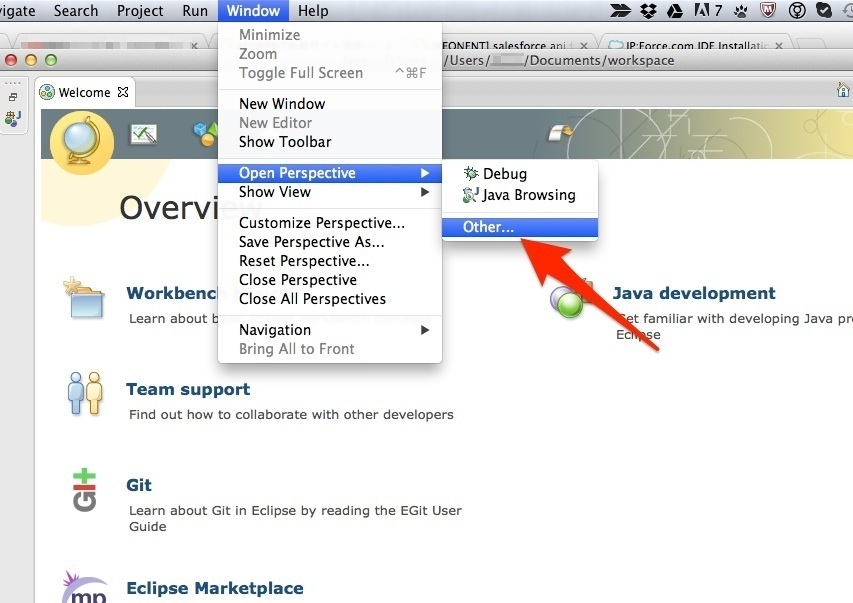 vigate Search Project Run Window Help
7
ONENT] salesforce api
IP:Force.com IDE Installatio
/Users/ /Documents/workspace
Minimize
Zoom
Toggle Full Screen ^⌘F
New Window
New Editor
Show Toolbar
Open Perspective
Show View
Customize Perspective...
Save Perspective As...
Reset Perspective...
Close Perspective
Close All Perspectives
Navigation
Bring All to Front
Debug
Java Browsing
Other...
Welcome
Overview
Workbench
Learn about b
Java development
Get familiar with developing Java pr
Eclipse
Team support
Find out how to collaborate with other developers
Git
Git
Learn about Git in Eclipse by reading the EGit User
Guide
mp
Eclipse Marketplace